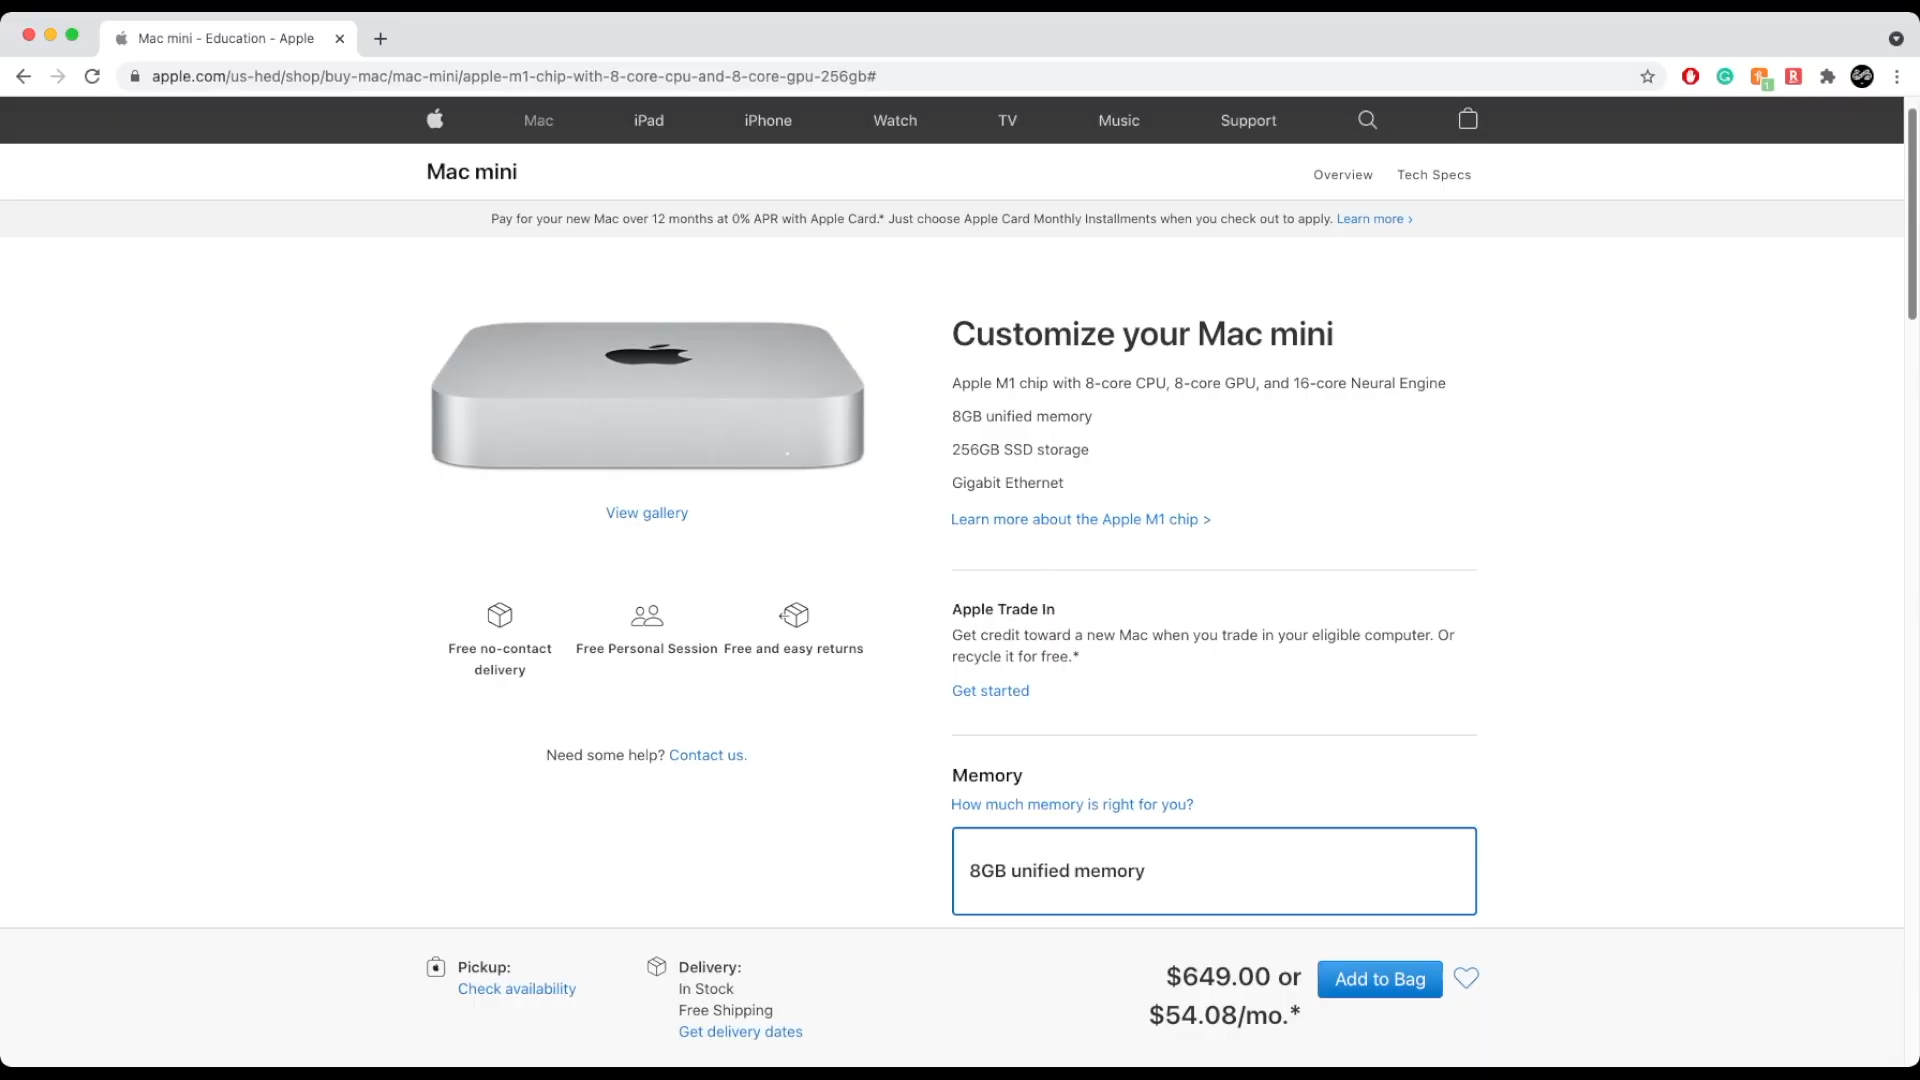 Mac mini - Education - Apple
apple.com/us-hed/shop/buy-mac/mac-mini/apple-m1-chip-with-8-core-cpu-and-8-core-gpu-256gb#
1
R
Mac
iPad
iPhone
Watch
TV
Music
Support
Mac mini
Overview
Tech Specs
Pay for your new Mac over 12 months at 0% APR with Apple Card.* Just choose Apple Card Monthly Installments when you check out to apply. Learn more ›
View gallery
Free no-contact
delivery
Free Personal Session
Free and easy returns
Need some help? Contact us.
Customize your Mac mini
Apple M1 chip with 8-core CPU, 8-core GPU, and 16-core Neural Engine
8GB unified memory
256GB SSD storage
Gigabit Ethernet
Learn more about the Apple M1 chip >
Apple Trade In
Get credit toward a new Mac when you trade in your eligible computer. Or
recycle it for free.*
Get started
Memory
How much memory is right for you?
8GB unified memory
Pickup:
Check availability
Delivery:
In Stock
Free Shipping
Get delivery dates
$649.00 or
$54.08/mo.*
Add to Bag